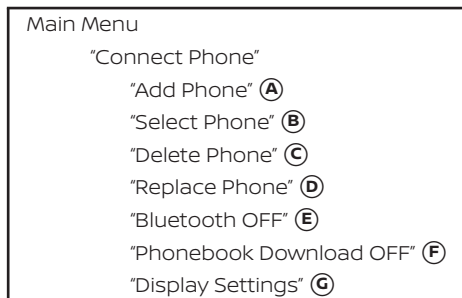 Main Menu
“Connect Phone”
“Add Phone” Ⓐ
“Select Phone” Ⓑ
“Delete Phone” Ⓒ
“Replace Phone” Ⓓ
“Bluetooth OFF” Ⓔ
“Phonebook Download OFF” Ⓕ
“Display Settings” Ⓖ